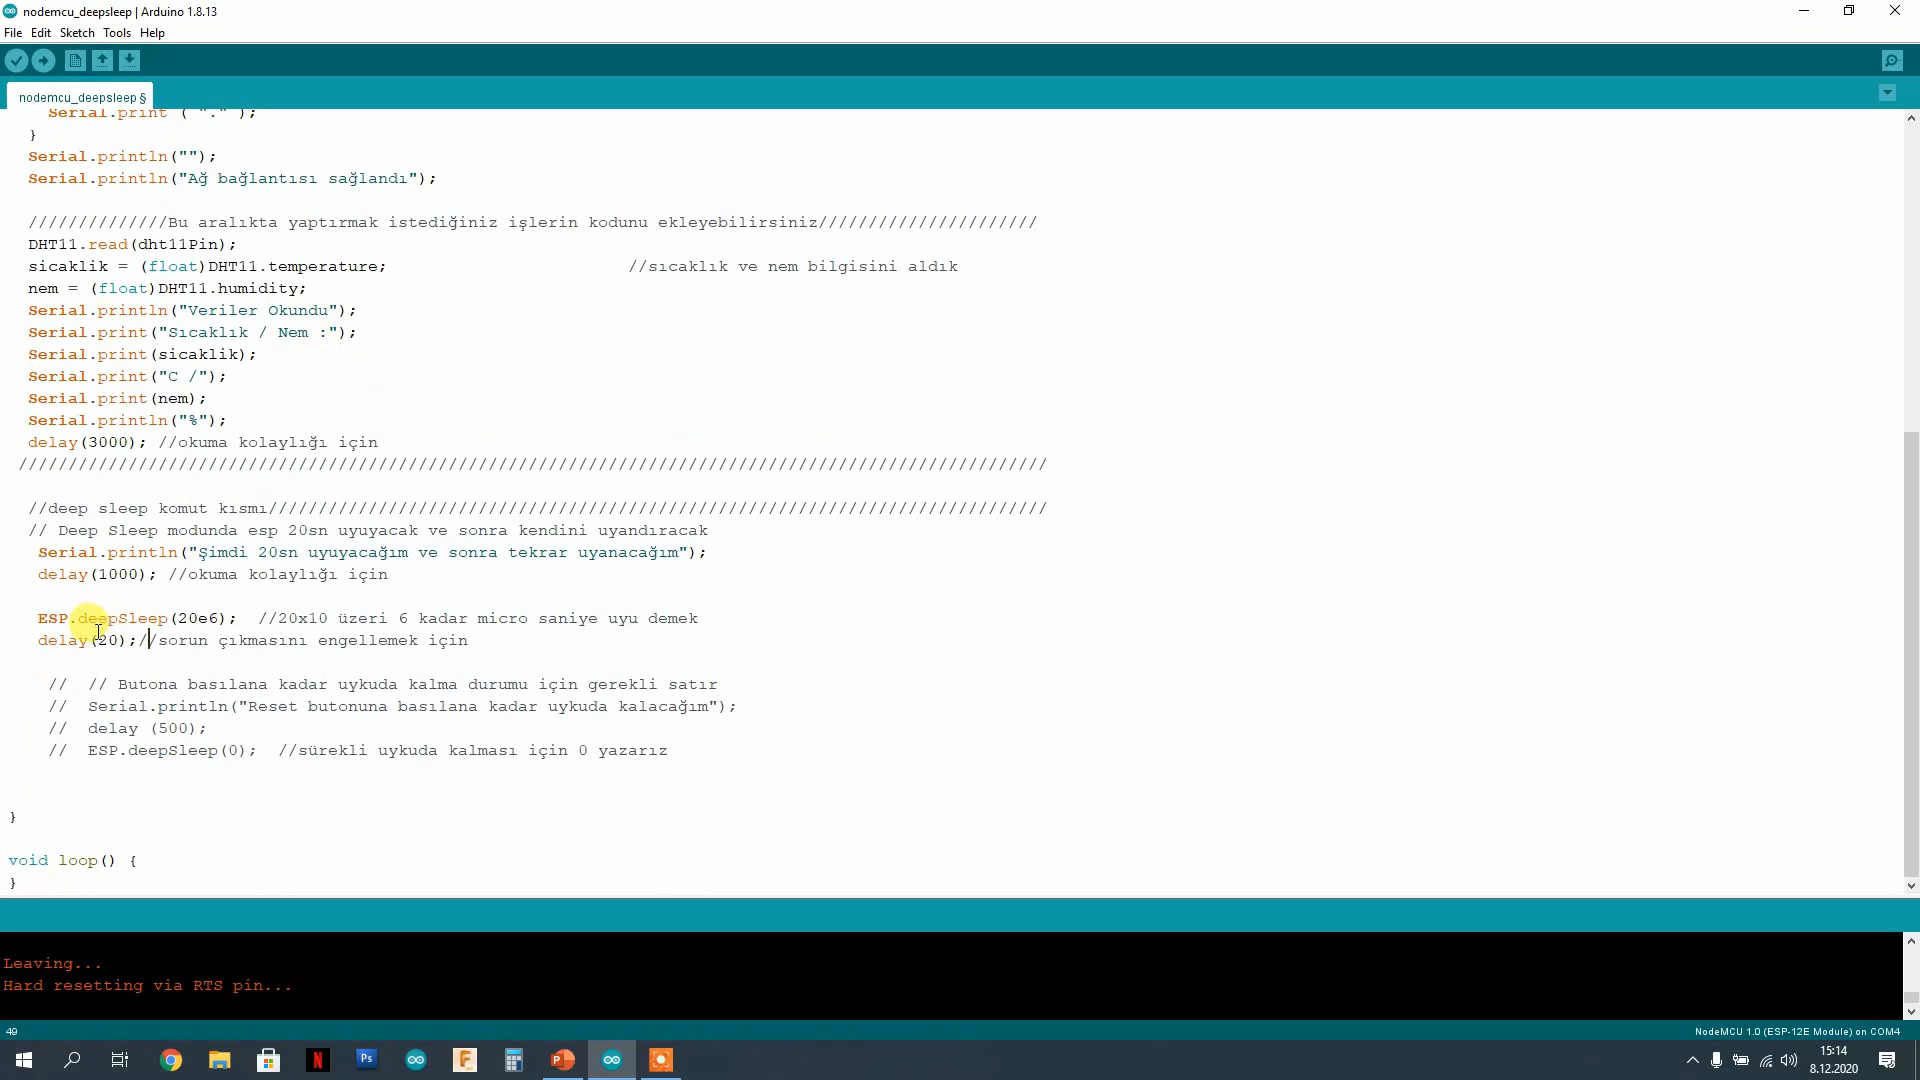 nodemcu_deepsleep | Arduino 1.8.13
File Edit Sketch Tools Help
nodemcu_deepsleep §
Serial.print ( "." );
}
Serial.println("");
Serial.println("Ağ bağlantısı sağlandı");
//////////////Bu aralıkta yaptırmak istediğiniz işlerin kodunu ekleyebilirsiniz//////////////////////
DHT11.read(dht11Pin);
sicaklik = (float)DHT11.temperature; //sıcaklık ve nem bilgisini aldık
nem = (float)DHT11.humidity;
Serial.println("Veriler Okundu");
Serial.print("Sıcaklık / Nem :");
Serial.print(sicaklik);
Serial.print("C /");
Serial.print(nem);
Serial.println("%");
delay(3000); //okuma kolaylığı için
///////////////////////////////////////////////////////////////////////////////////////////////////////
//deep sleep komut kısmı//////////////////////////////////////////////////////////////////////////////
// Deep Sleep modunda esp 20sn uyuyacak ve sonra kendini uyandıracak
Serial.println("Şimdi 20sn uyuyacağım ve sonra tekrar uyanacağım");
delay(1000); //okuma kolaylığı için
ESP.deepSleep(20e6); //20x10 üzeri 6 kadar micro saniye uyu demek
delay(20);//sorun çıkmasını engellemek için
// // Butona basılana kadar uykuda kalma durumu için gerekli satır
// Serial.println("Reset butonuna basılana kadar uykuda kalacağım");
// delay (500);
// ESP.deepSleep(0); //sürekli uykuda kalması için 0 yazarız
}
void loop() {
}
Leaving...
Hard resetting via RTS pin...
49
NodeMCU 1.0 (ESP-12E Module) on COM4
15:14
8.12.2020